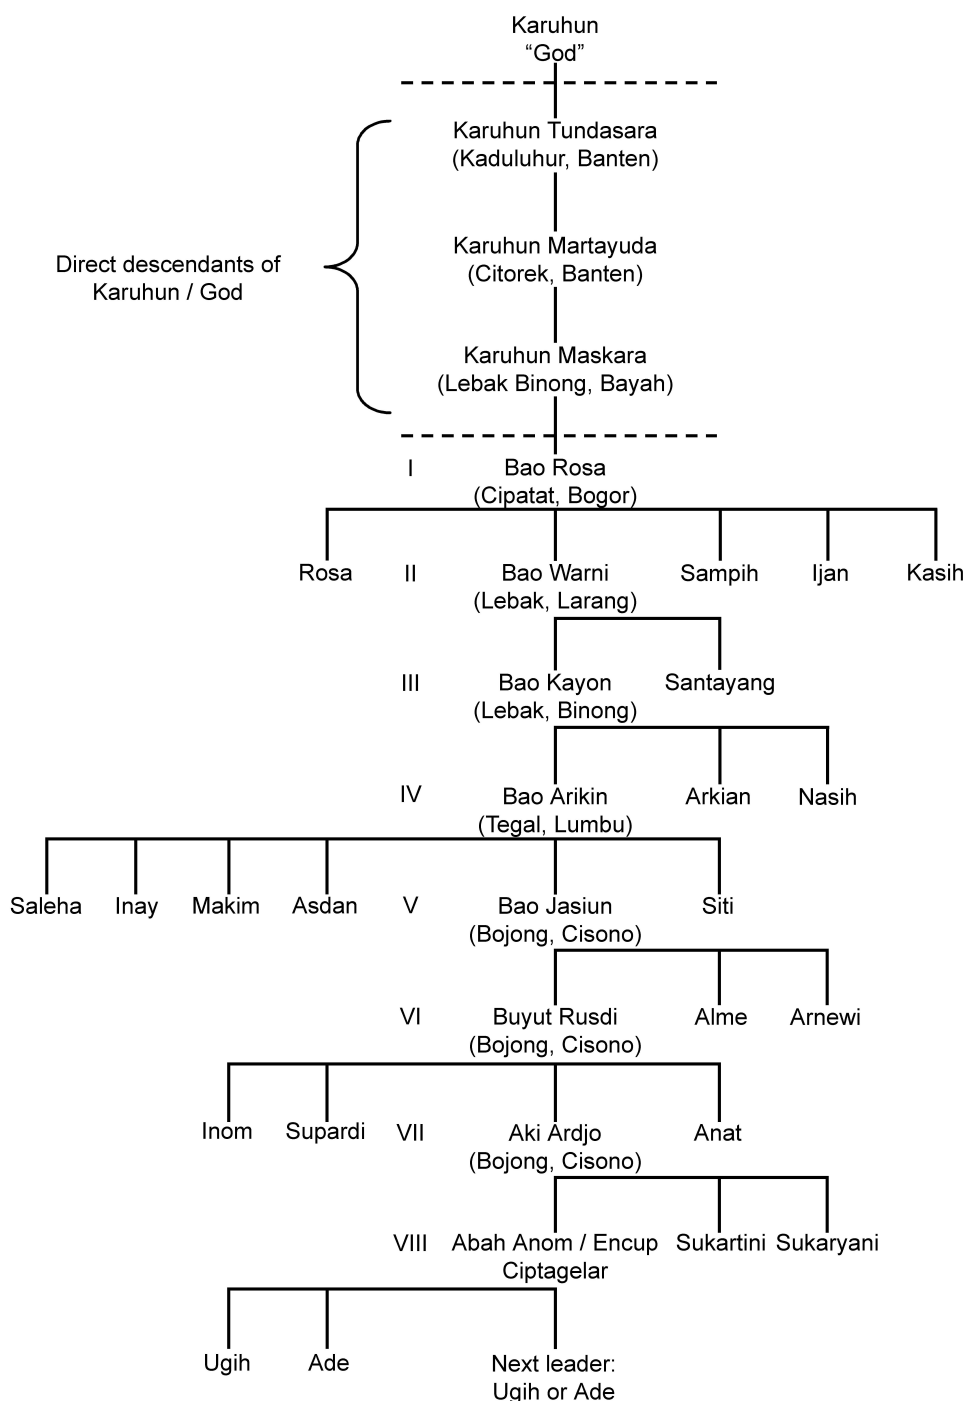 Karuhun
“God”
Karuhun Tundasara
(Kaduluhur, Banten)
Karuhun Martayuda
(Citorek, Banten)
Direct descendants of
Karuhun / God
Karuhun Maskara
(Lebak Binong, Bayah)
I Bao Rosa
(Cipatat, Bogor)
Rosa II Bao Warni Sampih Ijan Kasih
(Lebak, Larang)
III Bao Kayon Santayang
(Lebak, Binong)
IV Bao Arikin Arkian Nasih
(Tegal, Lumbu)
Saleha Inay Makim Asdan V Bao Jasiun Siti
(Bojong, Cisono)
VI Buyut Rusdi Alme Arnewi
(Bojong, Cisono)
Inom Supardi VII Aki Ardjo Anat
(Bojong, Cisono)
VIII Abah Anom / Encup Sukartini Sukaryani
Ciptagelar
Ugih Ade Next leader:
Ugih or Ade